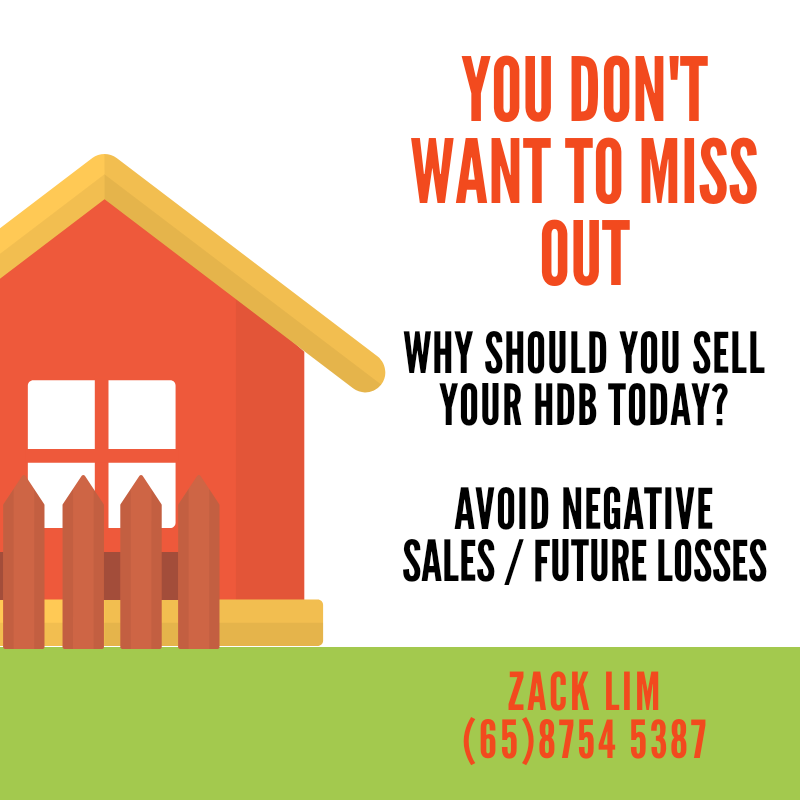 YOU DON'T
WANT TO MISS
OUT
WHY SHOULD YOU SELL
YOUR HDB TODAY?
AVOID NEGATIVE
SALES / FUTURE LOSSES
ZACK LIM
(65)8754 5387